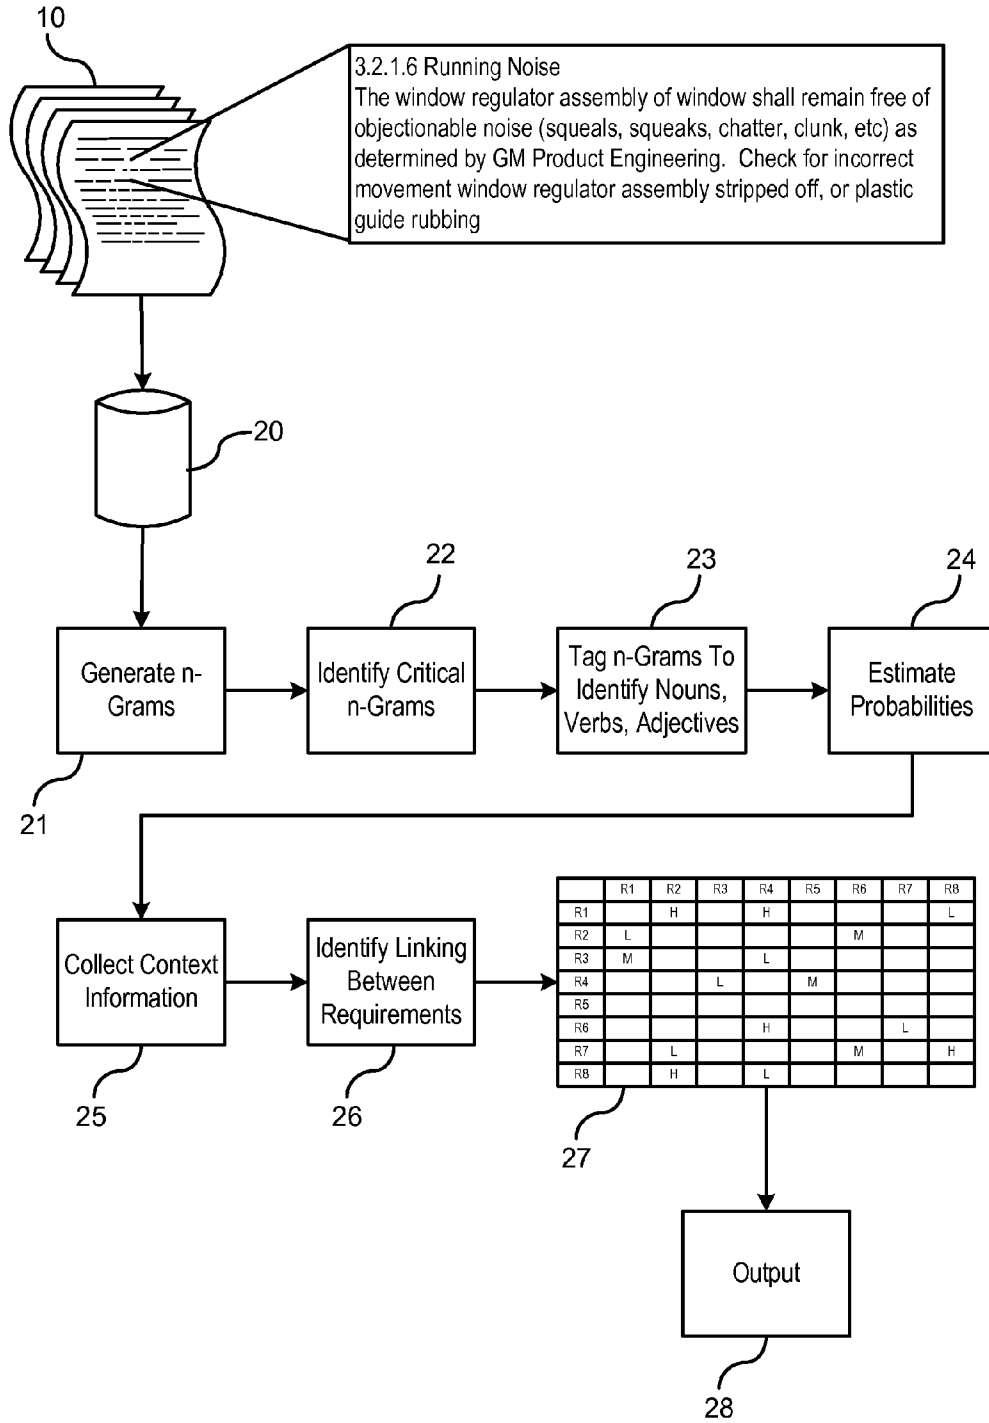 10
3.2.1.6 Running Noise
The window regulator assembly of window shall remain free of
objectionable noise (squeals, squeaks, chatter, clunk, etc) as
determined by GM Product Engineering.  Check for incorrect
movement window regulator assembly stripped off, or plastic
guide rubbing
20
22
23
24
Generate n-
Grams
Identify Critical
n-Grams
Tag n-Grams To
Identify Nouns,
Verbs, Adjectives
Estimate
Probabilities
21
Collect Context
Information
Identify Linking
Between
Requirements
R1 R2 R3 R4 R5 R6 R7 R8
R1 H H L
R2 L M
R3 M L
R4 L M
R5
R6 H L
R7 L M H
R8 H L
25
26
27
Output
28